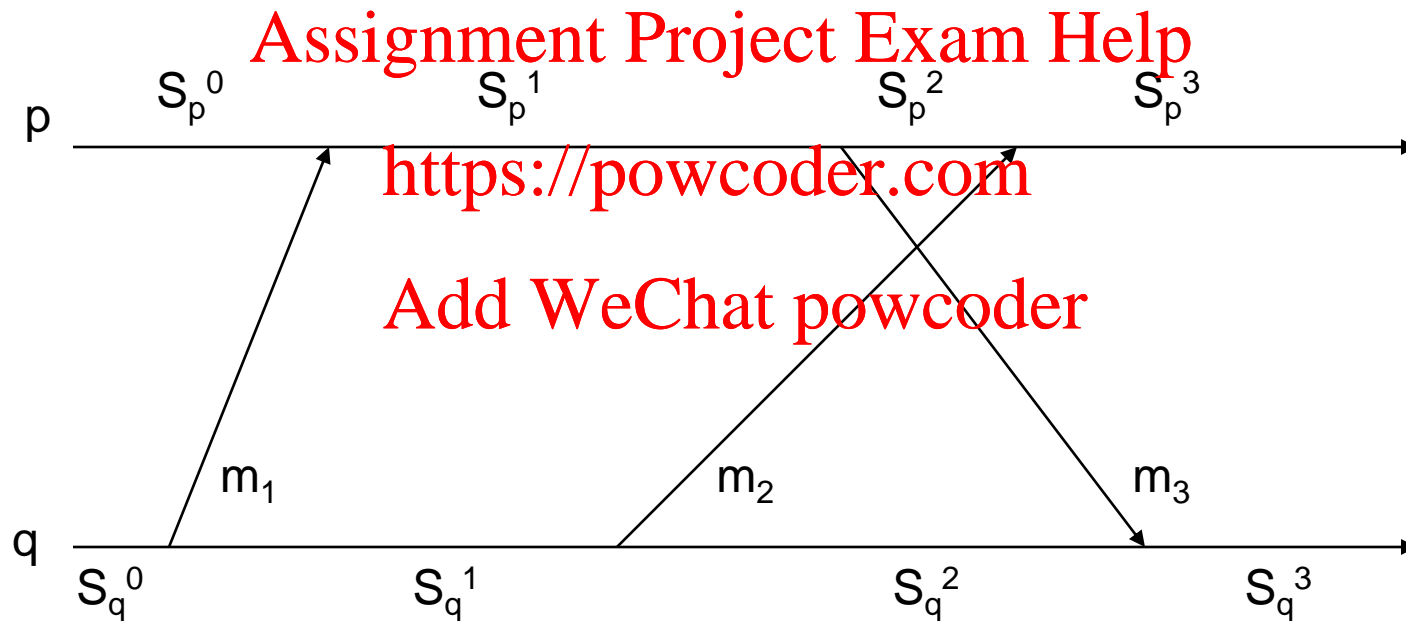 Assignment Project Exam Help
Sp0 Sp1 Sp2 Sp3
p
https://powcoder.com
Add WeChat powcoder
m1 m2 m3
q
Sq0 Sq1 Sq2 Sq3